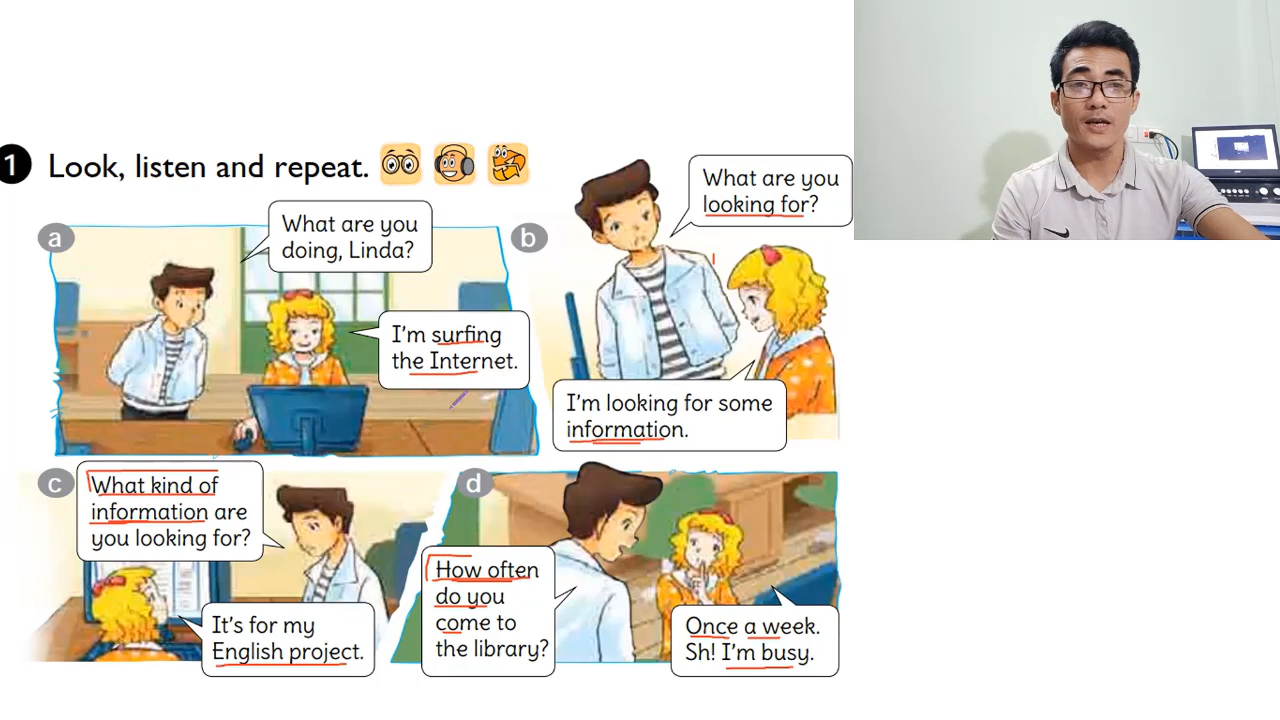 1 Look, listen and repeat.
a
What are you
doing, Linda?
I'm surfing
the Internet.
b
What are you
looking for?
I'm looking for some
information.
c
What kind of
information are
you looking for?
It's for my
English project.
d
How often
do you
come to
the library?
Once a week.
Sh! I'm busy.